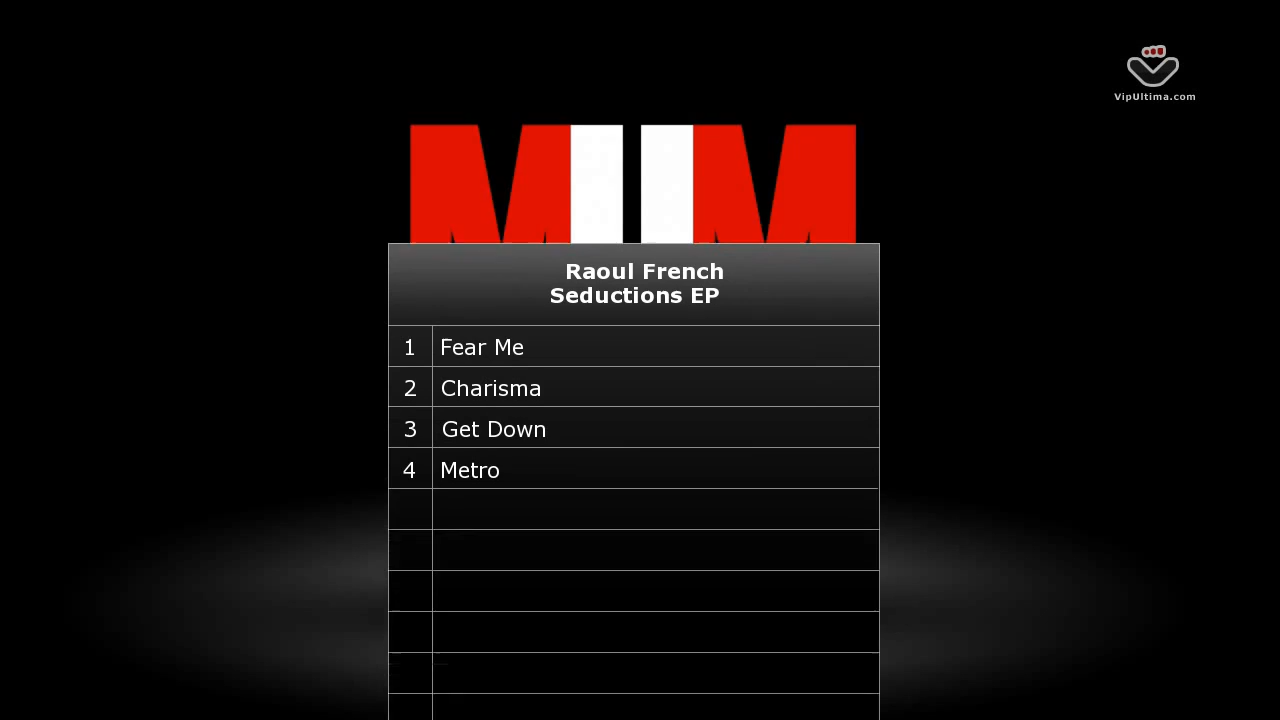 VipUltima.com
Raoul French
Seductions EP
1 Fear Me
2 Charisma
3 Get Down
4 Metro